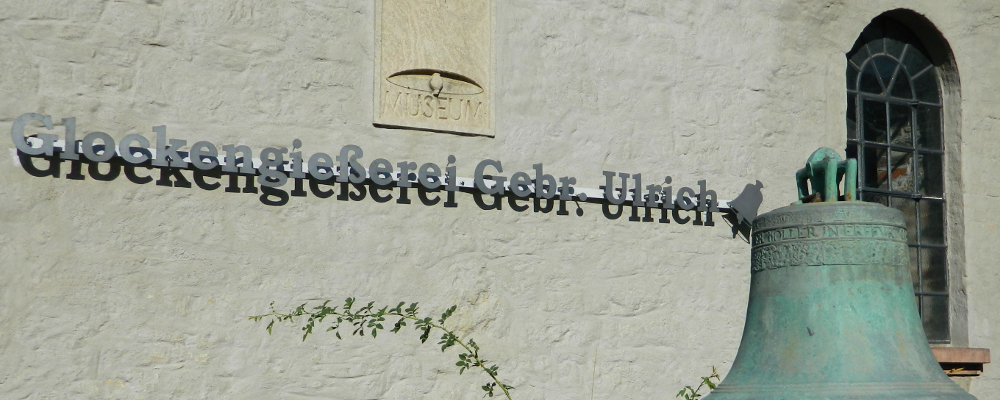 MUSEUM
Glockengießerei Gebr. Ulrich